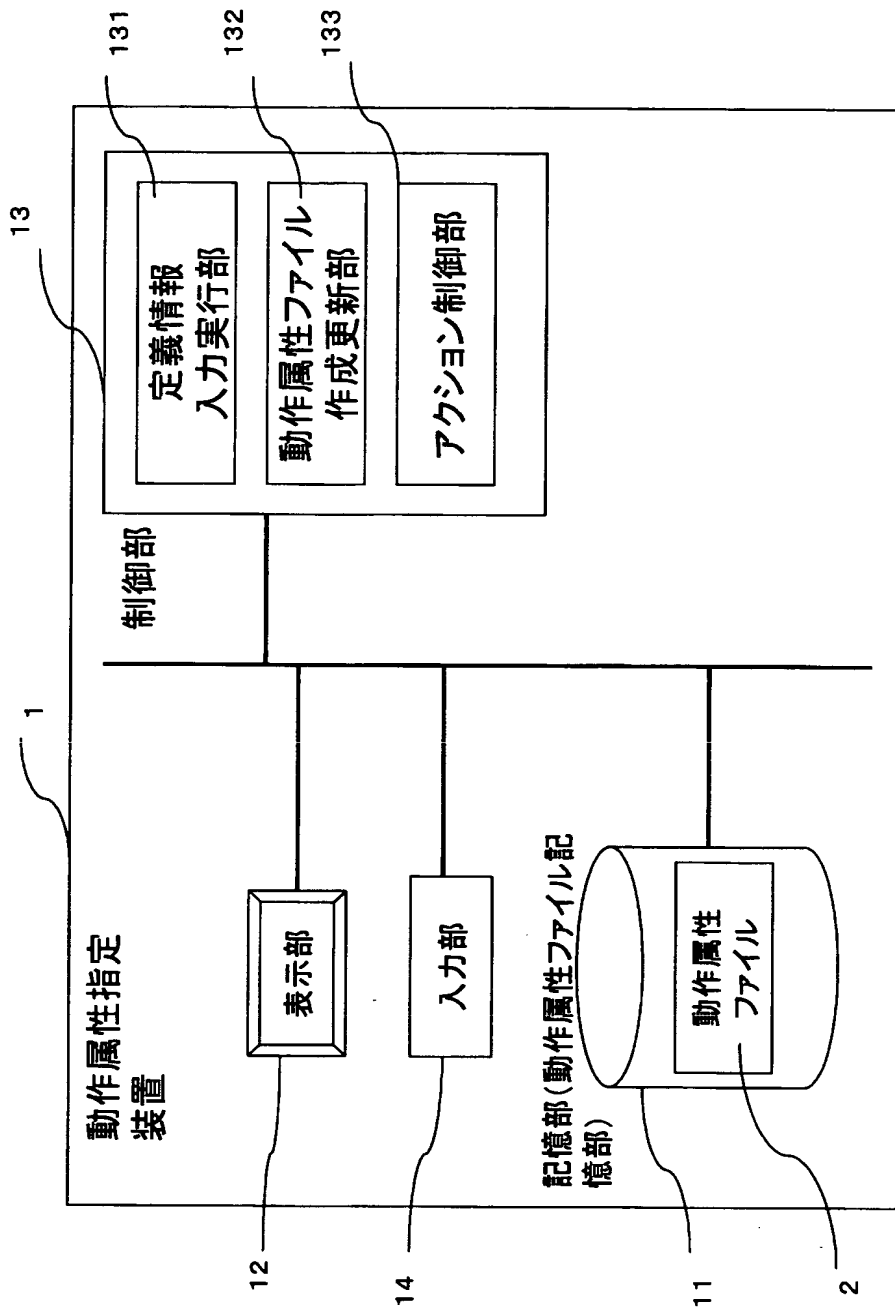 1
動作属性指定
装置
12
表示部
14
入力部
記憶部(動作属性ファイル記
憶部)
11
動作属性
ファイル
2
制御部
13
定義情報
入力実行部
131
動作属性ファイル
作成更新部
132
アクション制御部
133